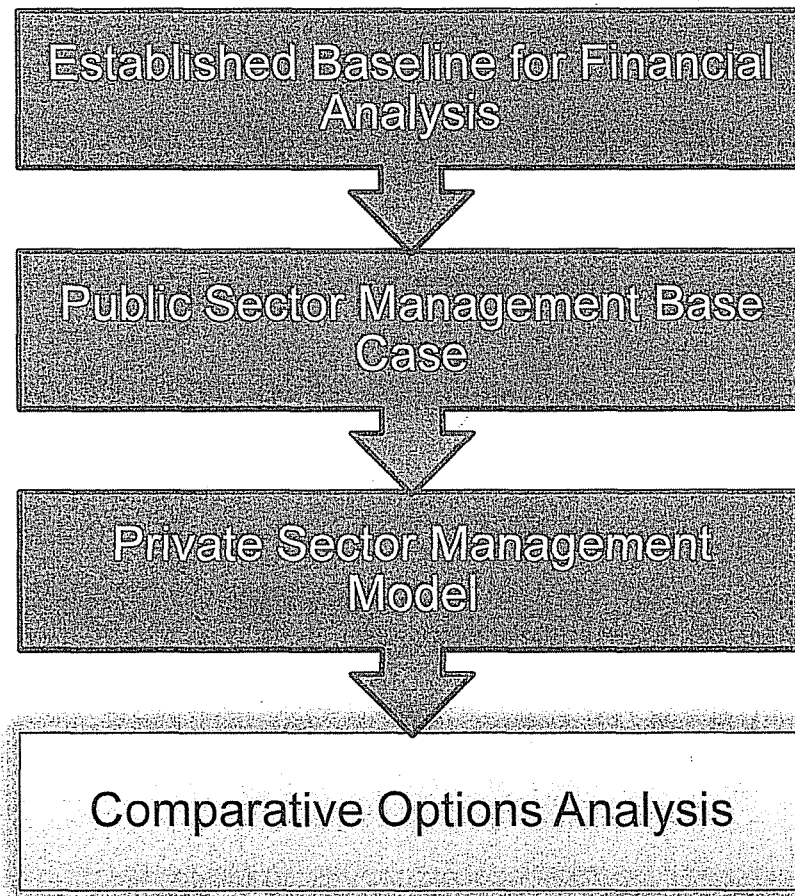 Established Baseline for Financial
Analysis
Public Sector Management Base
Case
Private Sector Management
Model
Comparative Options Analysis